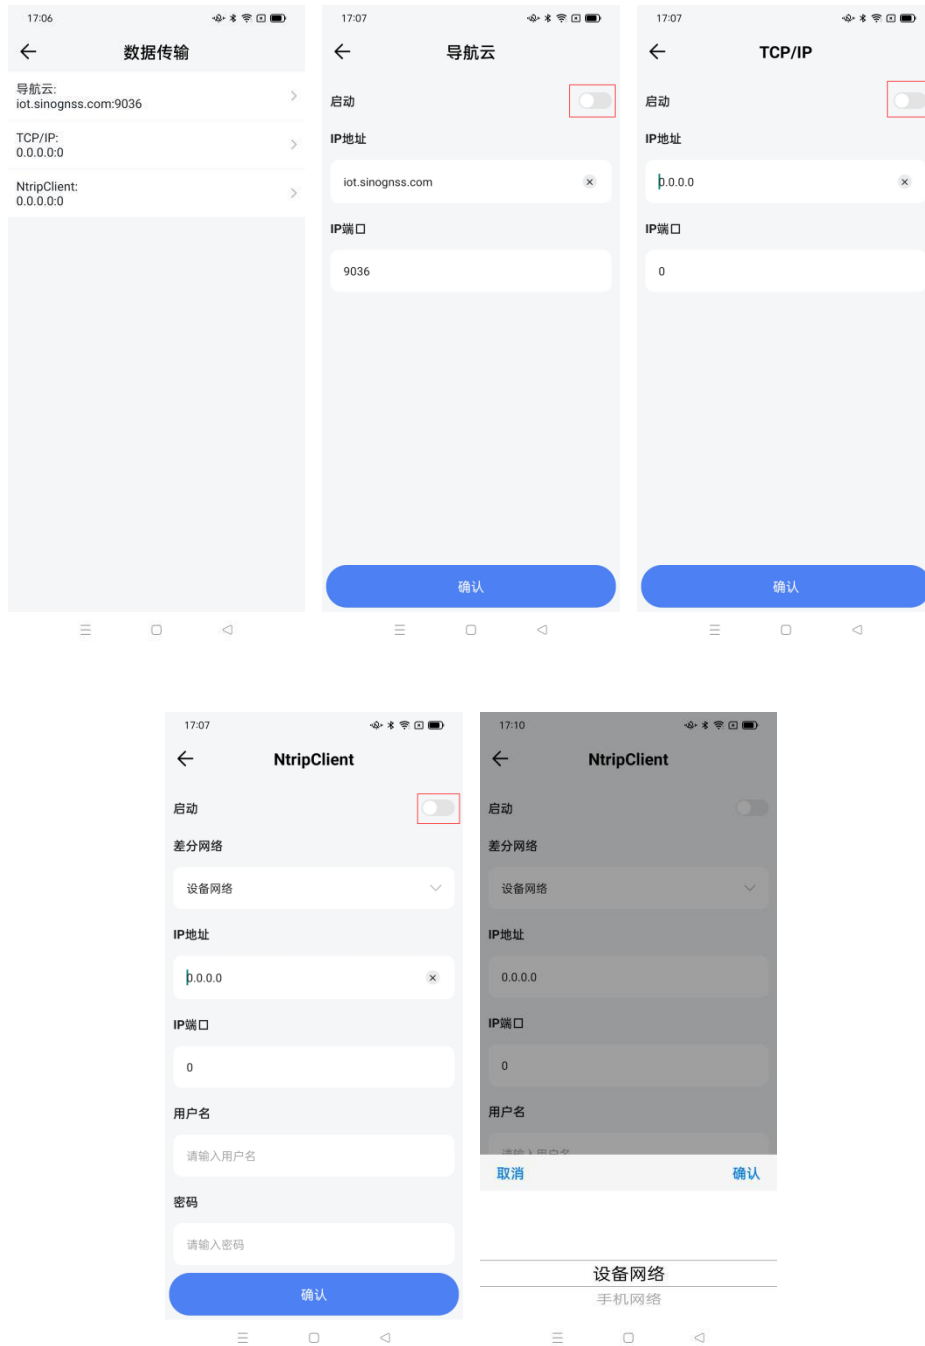 17:06
数据传输
导航云:
iot.sinognss.com:9036
TCP/IP:
0.0.0.0:0
NtripClient:
0.0.0.0:0
17:07
导航云
启动
IP地址
iot.sinognss.com
IP端口
9036
确认
17:07
TCP/IP
启动
IP地址
0.0.0.0
IP端口
0
确认
17:07
NtripClient
启动
差分网络
设备网络
IP地址
0.0.0.0
IP端口
0
用户名
请输入用户名
密码
请输入密码
确认
17:10
NtripClient
启动
差分网络
设备网络
IP地址
0.0.0.0
IP端口
0
用户名
请输入用户名
取消
确认
设备网络
手机网络